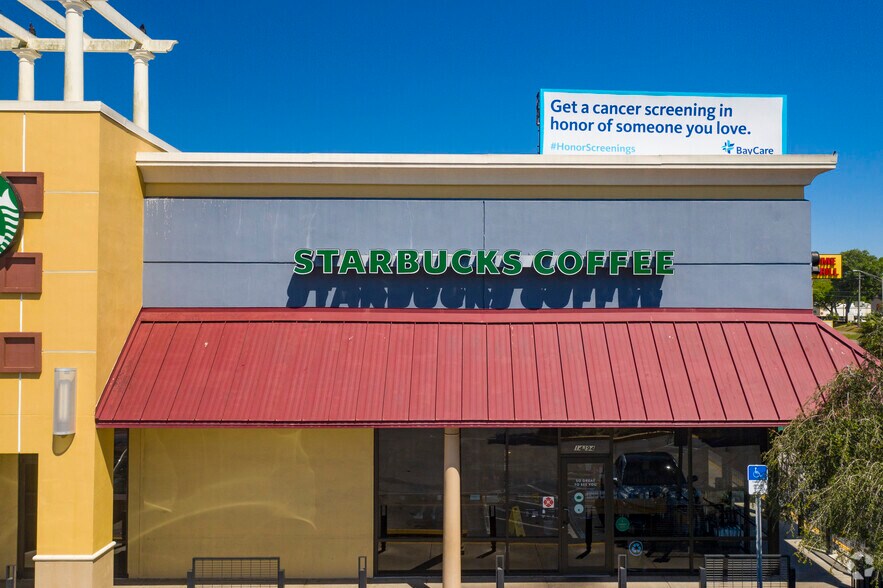 Get a cancer screening in
honor of someone you love.
#HonorScreenings
BayCare
STARBUCKS COFFEE